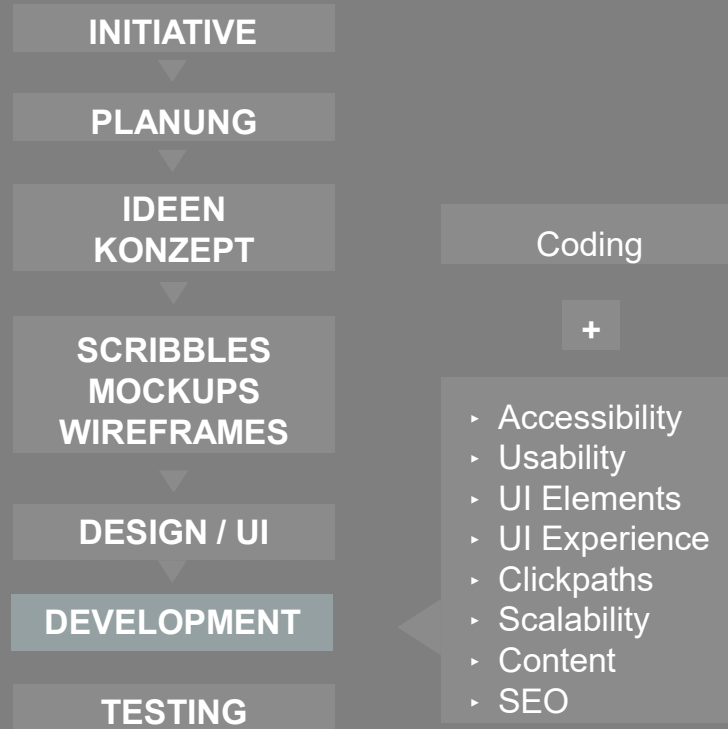 INITIATIVE
PLANUNG
IDEEN
KONZEPT
SCRIBBLES
MOCKUPS
WIREFRAMES
DESIGN / UI
DEVELOPMENT
TESTING
Coding
+
‣ Accessibility
‣ Usability
‣ UI Elements
‣ UI Experience
‣ Clickpaths
‣ Scalability
‣ Content
‣ SEO